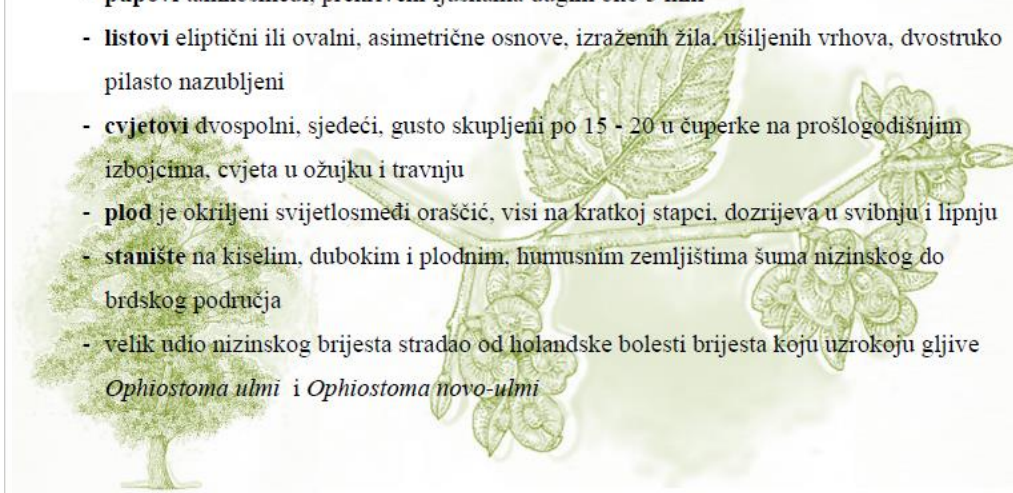 - listovi eliptični ili ovalni, asimetrične osnove, izraženih žila, ušiljenih vrhova, dvostruko
pilasto nazubljeni
- cvjetovi dvospolni, sjedeći, gusto skupljeni po 15 - 20 u čuperke na prošlogodišnjim
izbojcima, cvjeta u ožujku i travnju
- plod je okriljeni svijetlosmeđi oraščić, visi na kratkoj stapci, dozrijeva u svibnju i lipnju
- stanište na kiselim, dubokim i plodnim, humusnim zemljištima šuma nizinskog do
brdskog područja
- velik udio nizinskog brijesta stradao od holandske bolesti brijesta koju uzrokoju gljive
Ophiostoma ulmi i Ophiostoma novo-ulmi